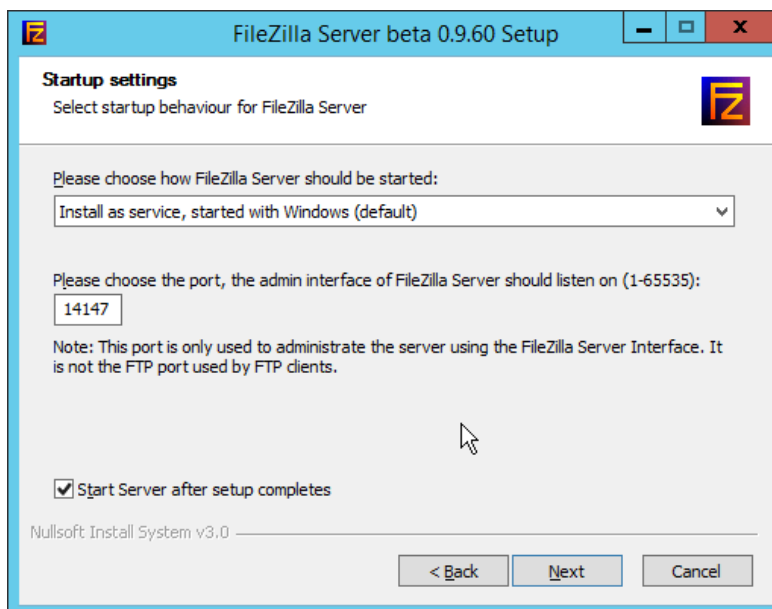 FileZilla Server beta 0.9.60 Setup
Startup settings
Select startup behaviour for FileZilla Server
Please choose how FileZilla Server should be started:
Install as service, started with Windows (default)
Please choose the port, the admin interface of FileZilla Server should listen on (1-65535):
14147
Note: This port is only used to administrate the server using the FileZilla Server Interface. It
is not the FTP port used by FTP clients.
Start Server after setup completes
Nullsoft Install System v3.0
< Back
Next
Cancel